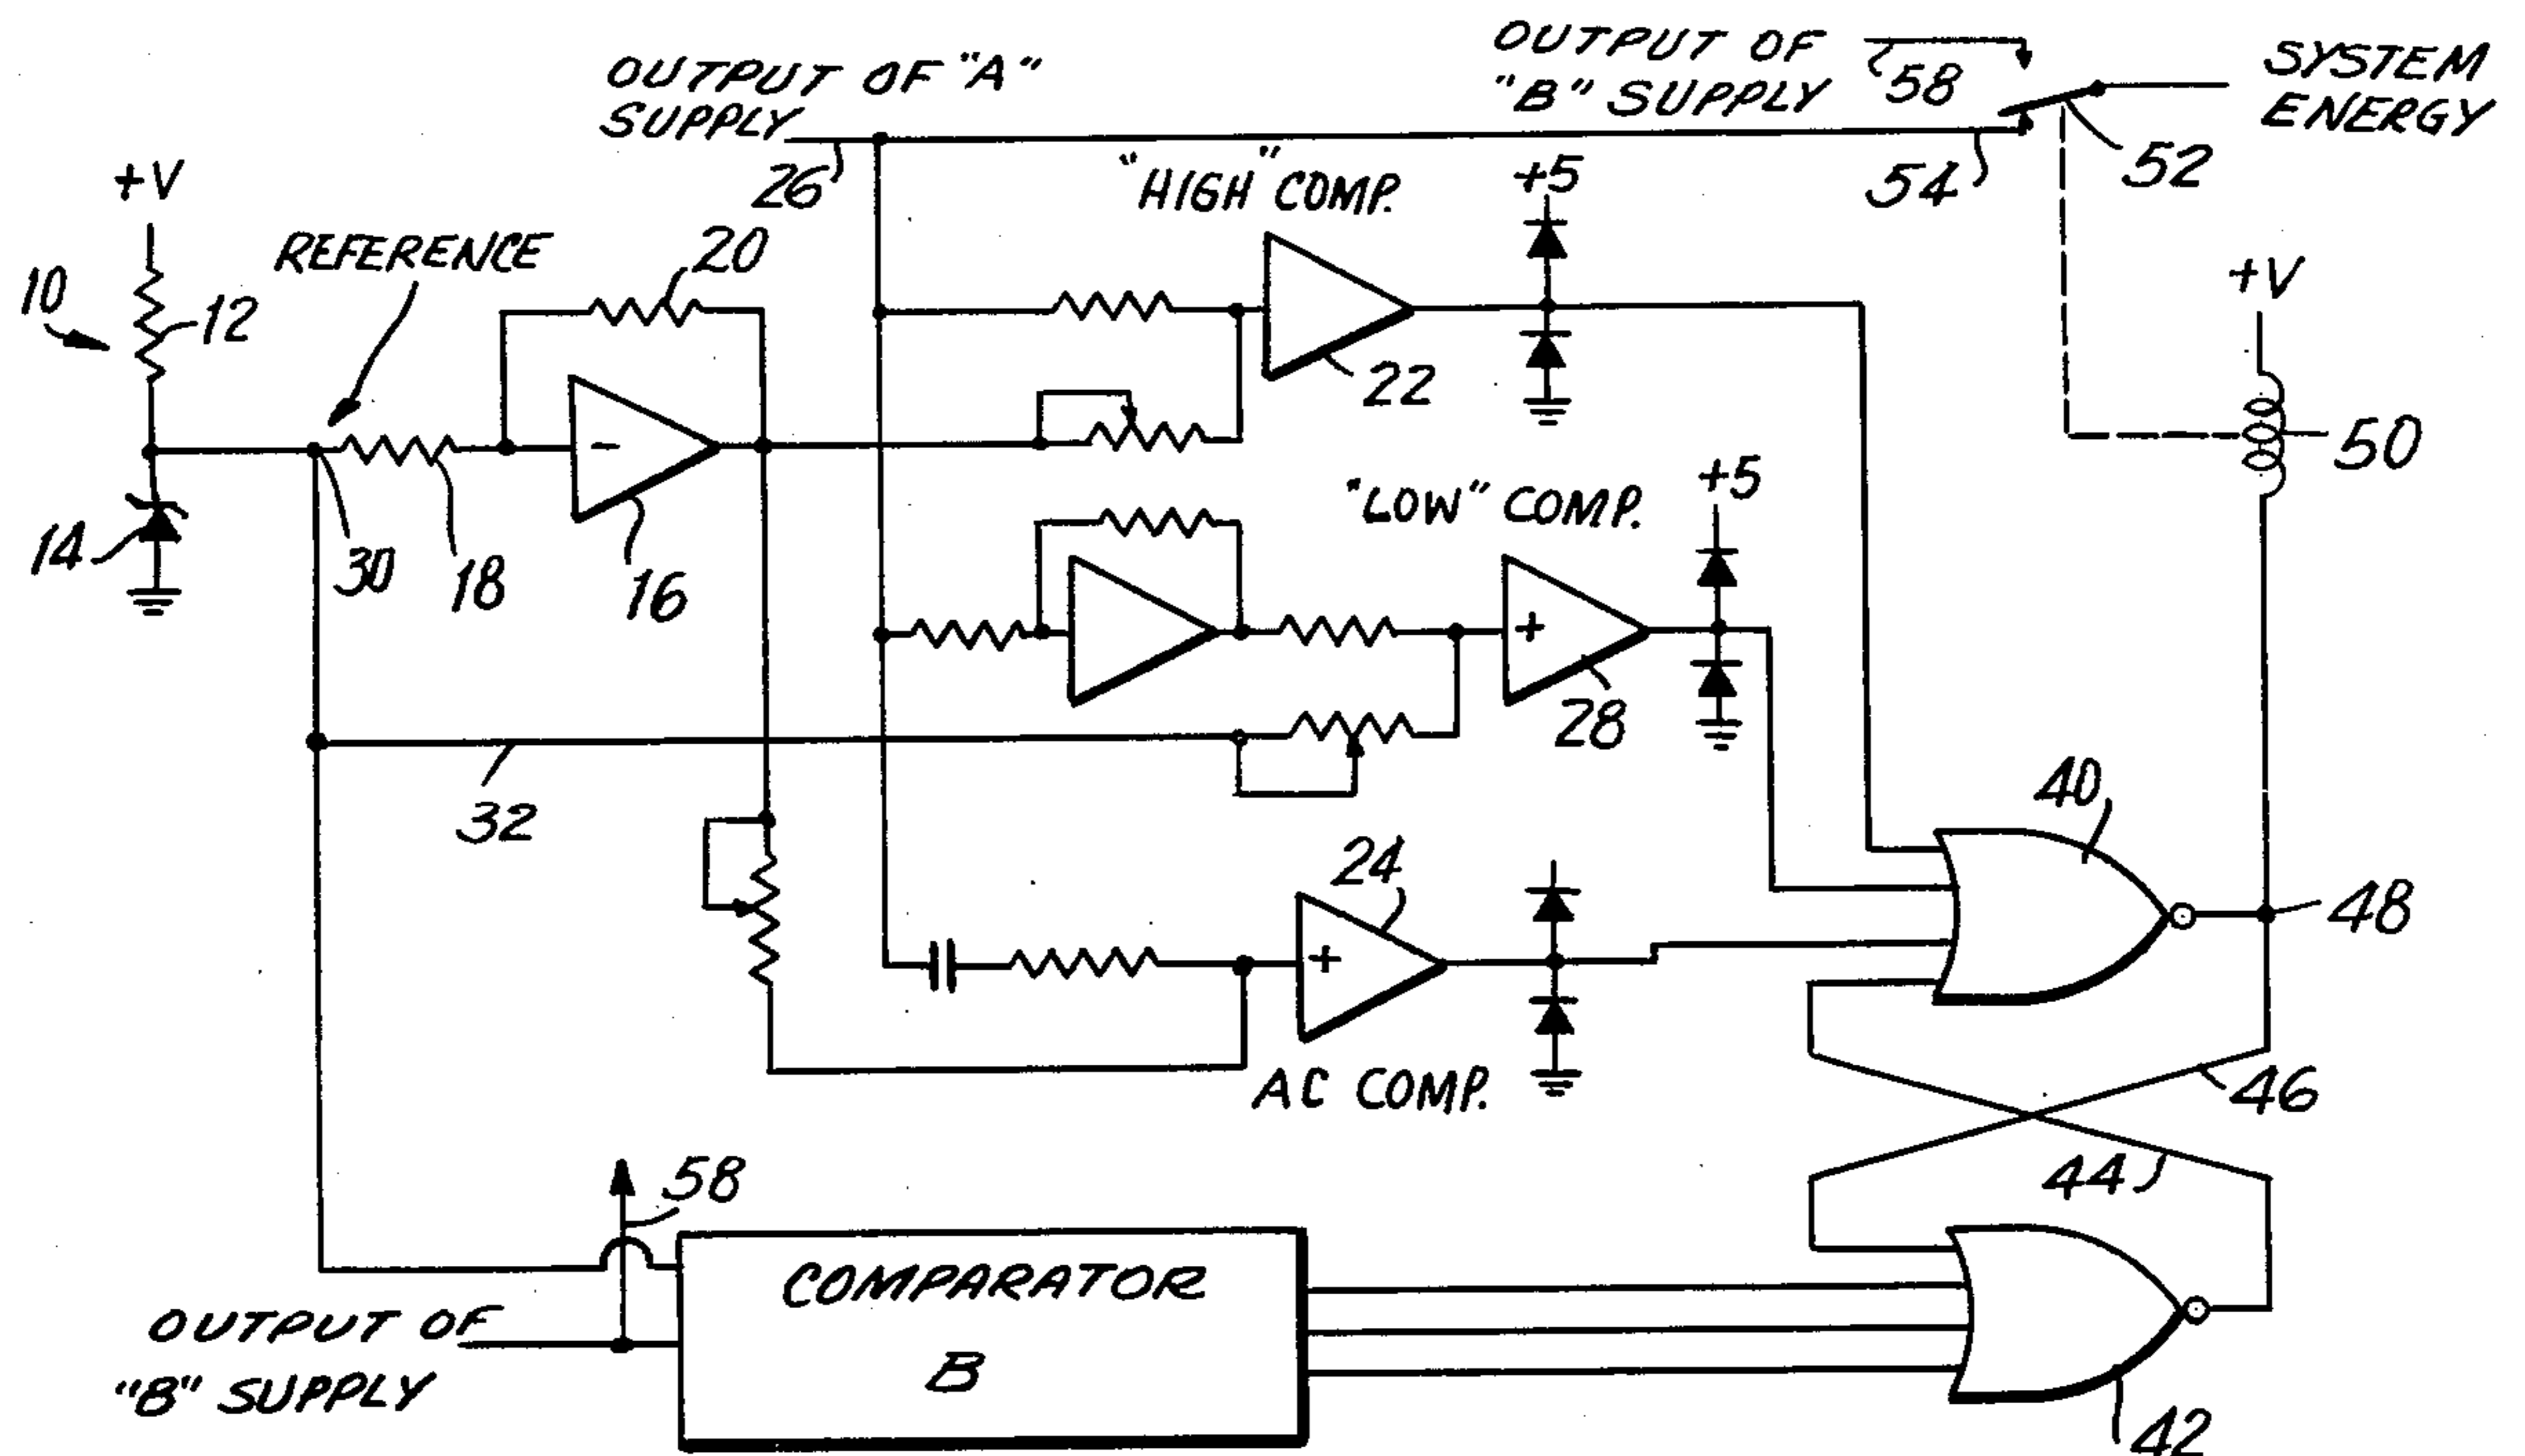 OUTPUT OF "A"
SUPPLY
26
OUTPUT OF
"B" SUPPLY
58
SYSTEM
ENERGY
54
52
+V
10
12
REFERENCE
20
"HIGH" COMP.
+5
22
+V
50
14
30
18
-
16
"LOW" COMP.
+5
+
28
32
24
+
AC COMP.
40
48
46
44
58
OUTPUT OF
"B" SUPPLY
COMPARATOR
B
42